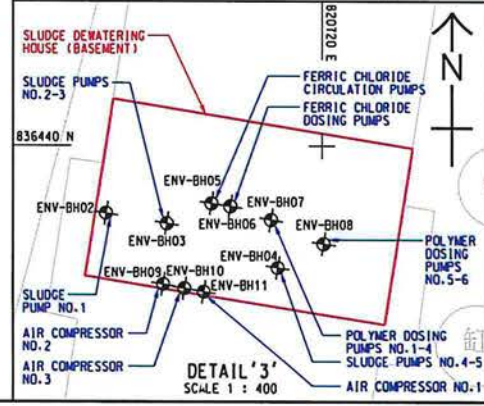 SLUDGE DEWATERING
HOUSE (BASEMENT)
820720 E
N
SLUDGE PUMPS
NO.2-3
FERRIC CHLORIDE
CIRCULATION PUMPS
FERRIC CHLORIDE
DOSING PUMPS
836440 N
ENV-BH05
ENV-BH02
ENV-BH07
ENV-BH06
ENV-BH08
ENV-BH03
ENV-BH04
POLYMER
DOSING
PUMPS
NO.5-6
ENV-BH09
ENV-BH10
ENV-BH11
SLUDGE
PUMP NO.1
AIR COMPRESSOR
NO.2
POLYMER DOSING
PUMPS NO.1-4
SLUDGE PUMPS NO.4-5
AIR COMPRESSOR
NO.3
DETAIL '3'
SCALE 1 : 400
AIR COMPRESSOR NO.1